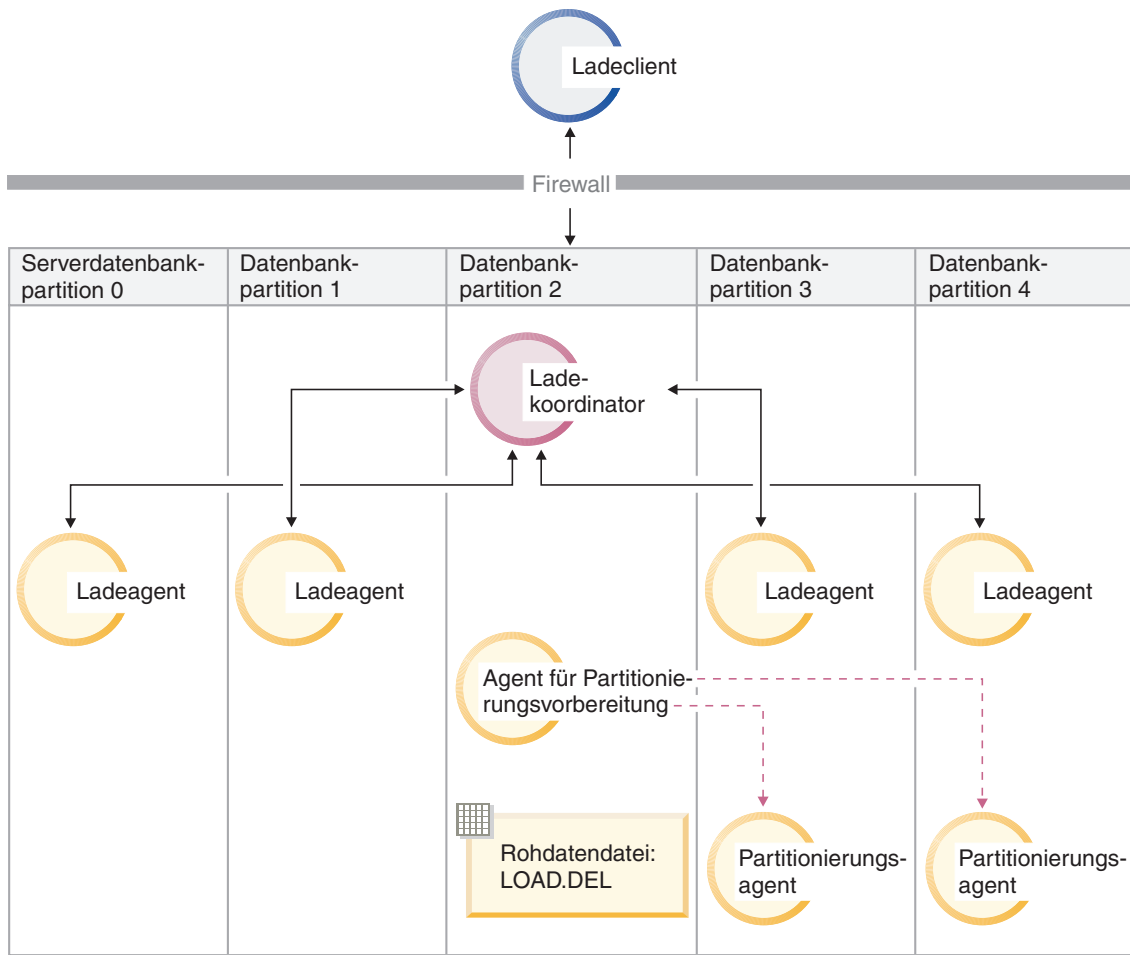 Ladeclient
Firewall
Serverdatenbank-
partition 0
Datenbank-
partition 1
Datenbank-
partition 2
Datenbank-
partition 3
Datenbank-
partition 4
Lade-
koordinator
Ladeagent
Ladeagent
Ladeagent
Ladeagent
Agent für Partitionie-
rungsvorbereitung
Rohdatendatei:
LOAD.DEL
Partitionierungs-
agent
Partitionierungs-
agent